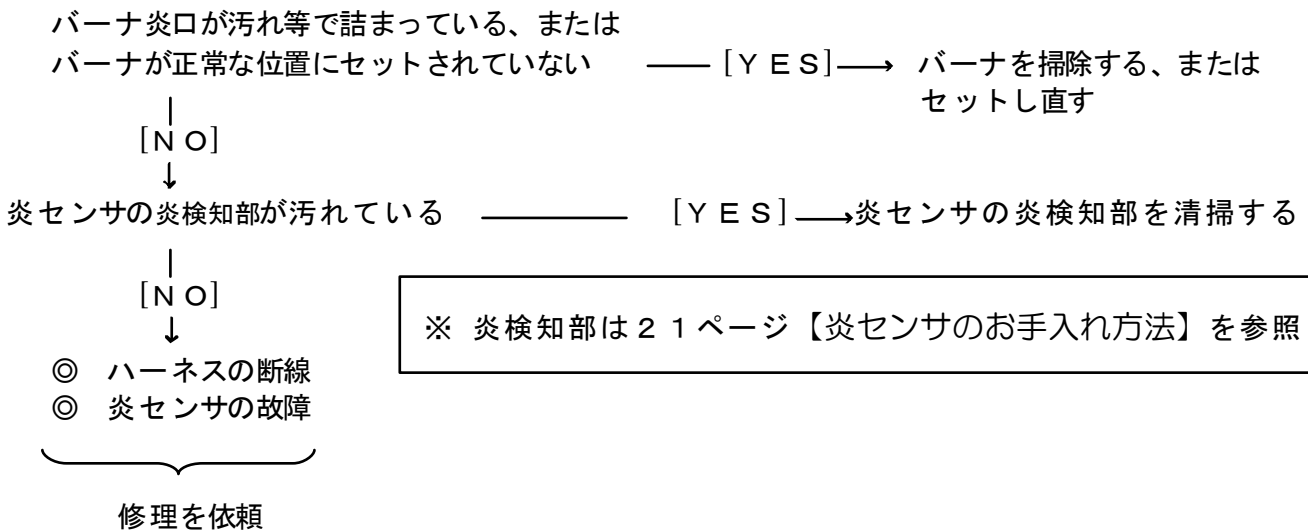 バーナ炎口が汚れ等で詰まっている、または
バーナが正常な位置にセットされていない [ＹＥＳ] バーナを掃除する、または
セットし直す
[ＮＯ]
炎センサの炎検知部が汚れている [ＹＥＳ] 炎センサの炎検知部を清掃する
[ＮＯ]
※ 炎検知部は２１ページ【炎センサのお手入れ方法】を参照
◎ ハーネスの断線
◎ 炎センサの故障
修理を依頼